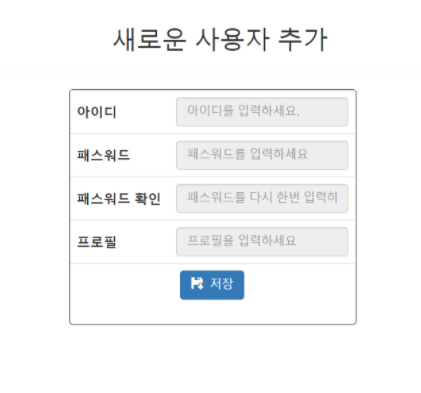 새로운 사용자 추가
아이디 아이디를 입력하세요.
패스워드 패스워드를 입력하세요
패스워드 확인 패스워드를 다시 한번 입력하
프로필 프로필을 입력하세요
저장